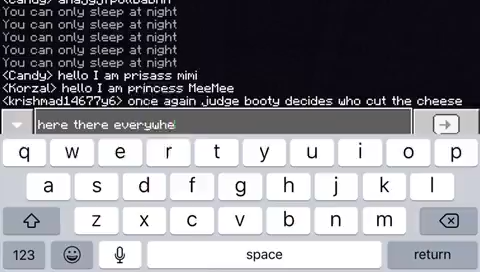 <Candy>
You can only sleep at night
You can only sleep at night
You can only sleep at night
You can only sleep at night
You can only sleep at night
<Candy> hello I am prisass mimi
<Korzal> hello I am princess MeeMee
<krishmad14677y6> once again judge booty decides who cut the cheese
here there everywhe
q w e r t y u i o p
a s d f g h j k l
z x c v b n m
123 space return